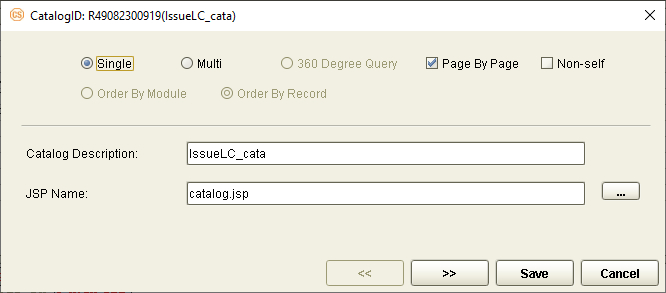 CS CatalogID: R49082300919(IssueLC_cata)
Single Multi 360 Degree Query Page By Page Non-self
Order By Module Order By Record
Catalog Description: IssueLC_cata
JSP Name: catalog.jsp ...
<< >> Save Cancel